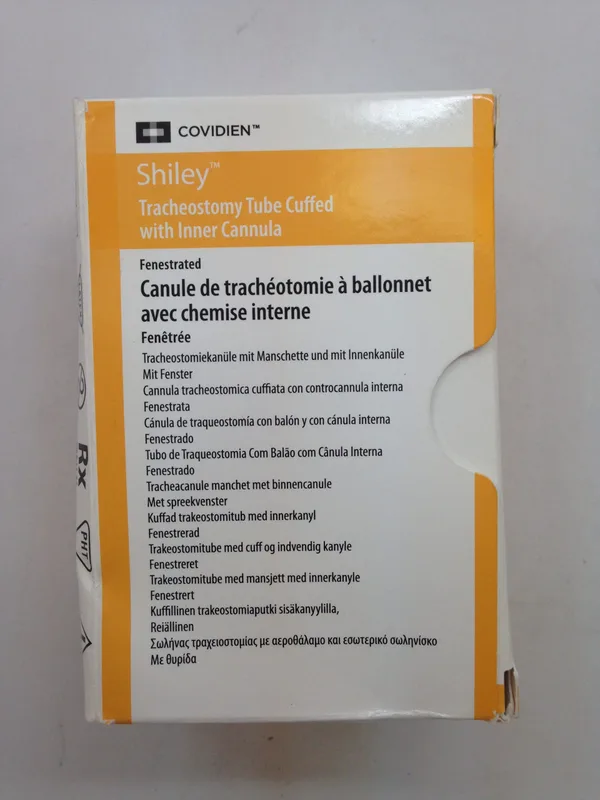 COVIDIEN™
Shiley™
Tracheostomy Tube Cuffed
with Inner Cannula
Fenestrated
Canule de trachéotomie à ballonnet
avec chemise interne
Fenêtrée
Tracheostomiekanüle mit Manschette und mit Innenkanüle
Mit Fenster
Cannula tracheotomica cuffiata con controcannula interna
Fenestrata
Cánula de traqueostomía con balón y con cánula interna
Fenestrado
Tubo de Traqueostomia Com Balão com Cânula Interna
Fenestrado
Tracheacanule manchet met binnencanule
Met spreekvenster
Kuffad trakeostomitub med innerkanyl
Fenestrerad
Trakeostomitube med cuff og indvendig kanyle
Fenestreret
Trakeostomitube med mansjett med innerkanyle
Fenestrert
Kuffillinen trakeostomiaputki sisäkanyylilla,
Reiällinen
Σωλήνας τραχειοστομίας με αεροθάλαμο και εσωτερικό σωληνίσκο
Με θυρίδα
Rx
PHT